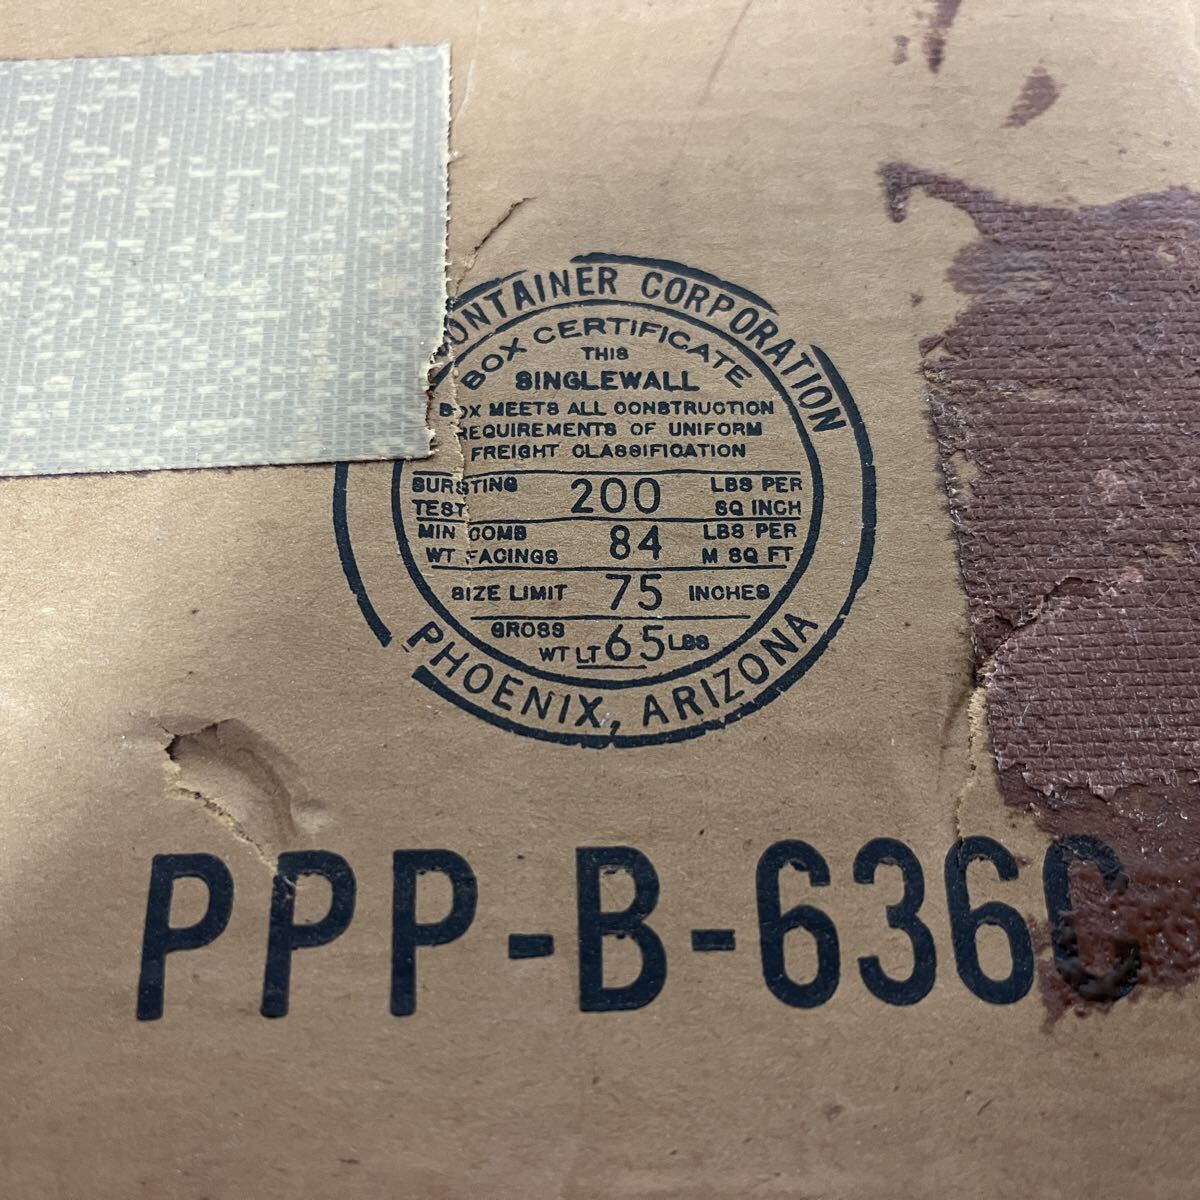 CONTAINER CORPORATION
BOX CERTIFICATE
THIS
SINGLEWALL
BOX MEETS ALL CONSTRUCTION
REQUIREMENTS OF UNIFORM
FREIGHT CLASSIFICATION
BURSTING TEST 200 LBS PER SQ INCH
MIN COMB WT FACINGS 84 LBS PER M SQ FT
SIZE LIMIT 75 INCHES
GROSS WT LT 65 LBS
PHOENIX, ARIZONA
PPP-B-636C